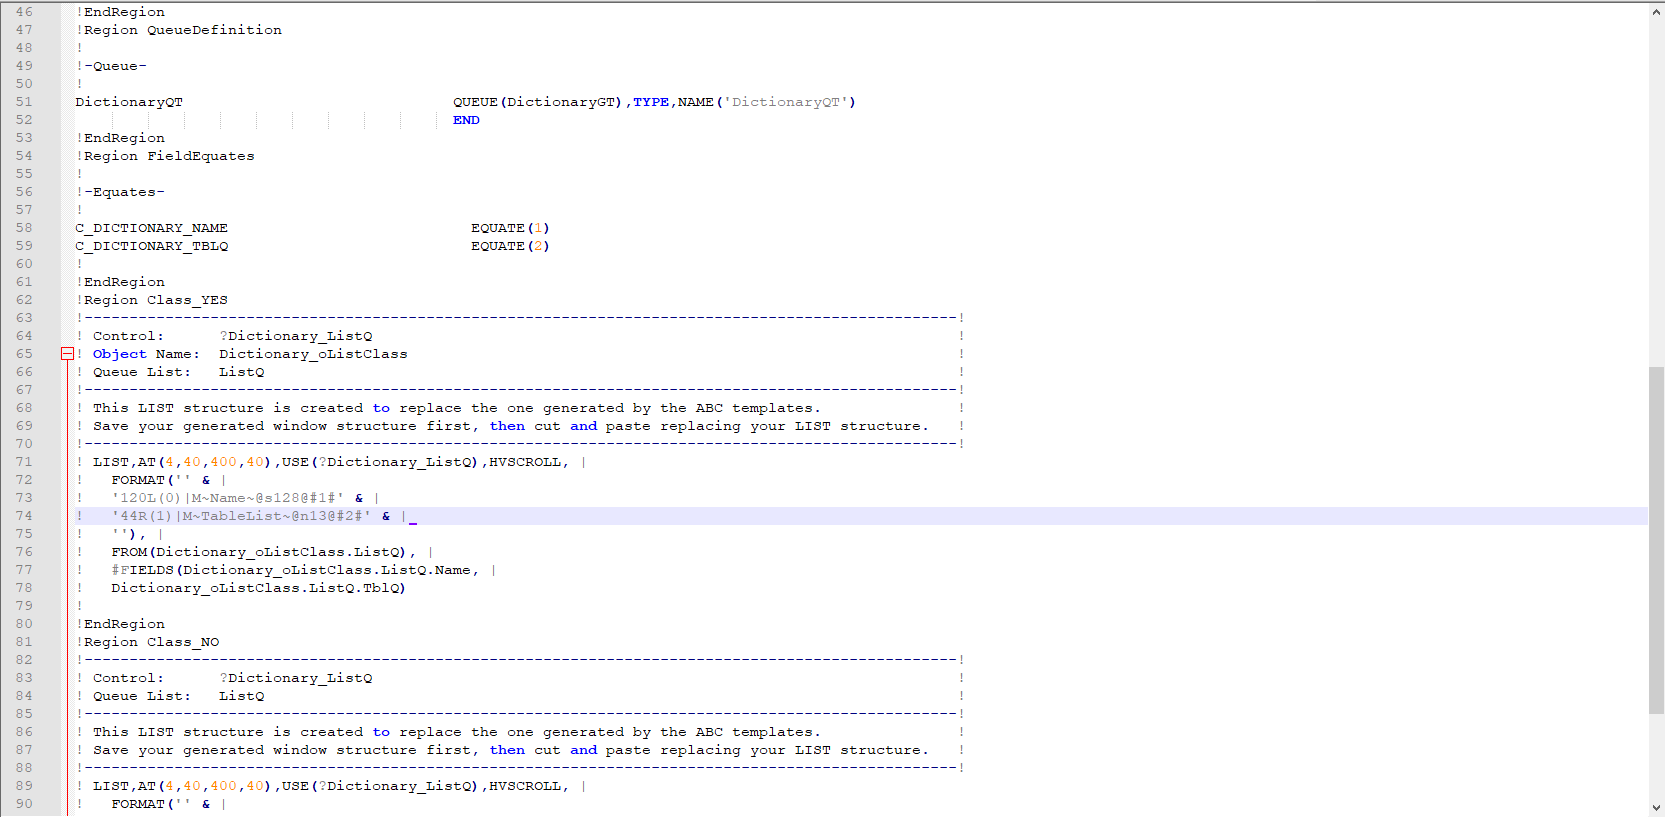 46 !EndRegion
47 !Region QueueDefinition
48 !
49 !-Queue-
50 !
51 DictionaryQT QUEUE(DictionaryGT),TYPE,NAME('DictionaryQT')
52 END
53 !EndRegion
54 !Region FieldEquates
55 !
56 !-Equates-
57 !
58 C_DICTIONARY_NAME EQUATE(1)
59 C_DICTIONARY_TBLQ EQUATE(2)
60 !
61 !EndRegion
62 !Region Class_YES
63 !-------------------------------------------------------------------------------------------------!
64 ! Control: ?Dictionary_ListQ !
65 ! Object Name: Dictionary_oListClass !
66 ! Queue List: ListQ !
67 !-------------------------------------------------------------------------------------------------!
68 ! This LIST structure is created to replace the one generated by the ABC templates. !
69 ! Save your generated window structure first, then cut and paste replacing your LIST structure. !
70 !-------------------------------------------------------------------------------------------------!
71 ! LIST,AT(4,40,400,40),USE(?Dictionary_ListQ),HVSCROLL, |
72 ! FORMAT('' & |
73 ! '120L(0)|M~Name~@s128@#1#' & |
74 ! '44R(1)|M~TableList~@n13@#2#' & |
75 ! ''), |
76 ! FROM(Dictionary_oListClass.ListQ), |
77 ! #FIELDS(Dictionary_oListClass.ListQ.Name, |
78 ! Dictionary_oListClass.ListQ.TblQ)
79 !
80 !EndRegion
81 !Region Class_NO
82 !-------------------------------------------------------------------------------------------------!
83 ! Control: ?Dictionary_ListQ !
84 ! Queue List: ListQ !
85 !-------------------------------------------------------------------------------------------------!
86 ! This LIST structure is created to replace the one generated by the ABC templates. !
87 ! Save your generated window structure first, then cut and paste replacing your LIST structure. !
88 !-------------------------------------------------------------------------------------------------!
89 ! LIST,AT(4,40,400,40),USE(?Dictionary_ListQ),HVSCROLL, |
90 ! FORMAT('' & |